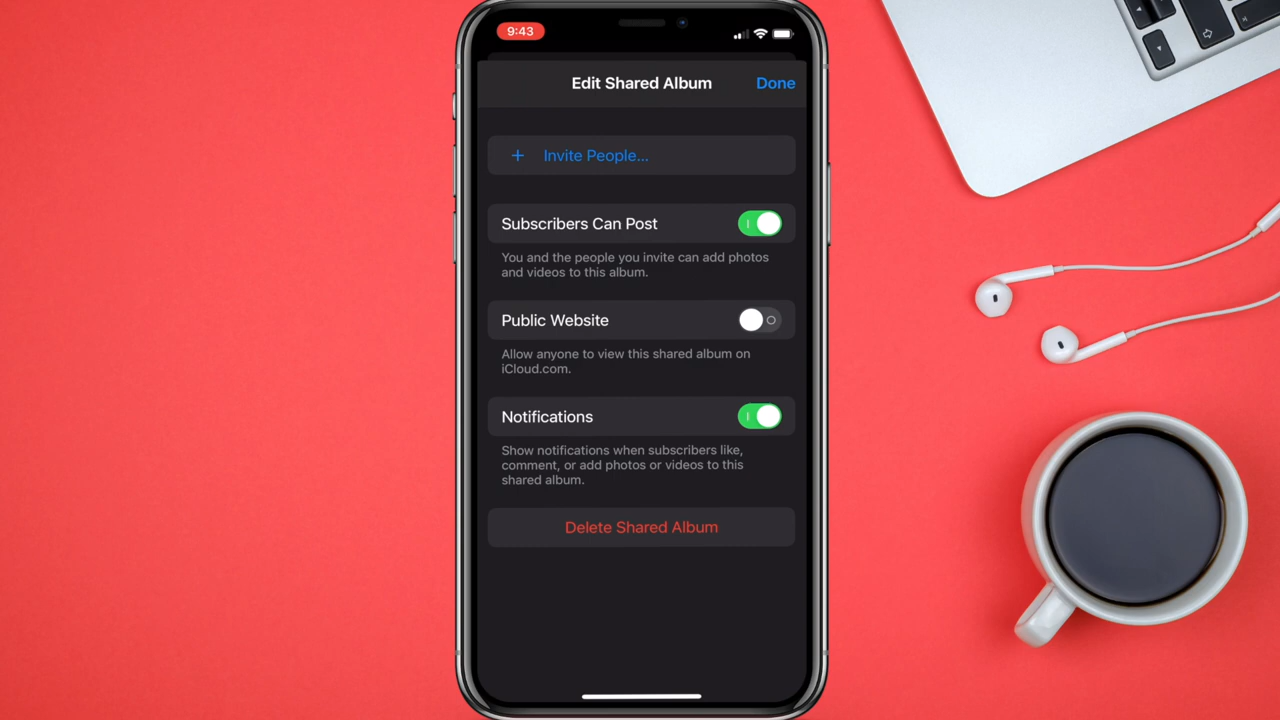 9:43
Edit Shared Album
Done
+ Invite People...
Subscribers Can Post
You and the people you invite can add photos
and videos to this album.
Public Website
Allow anyone to view this shared album on
iCloud.com.
Notifications
Show notifications when subscribers like,
comment, or add photos or videos to this
shared album.
Delete Shared Album